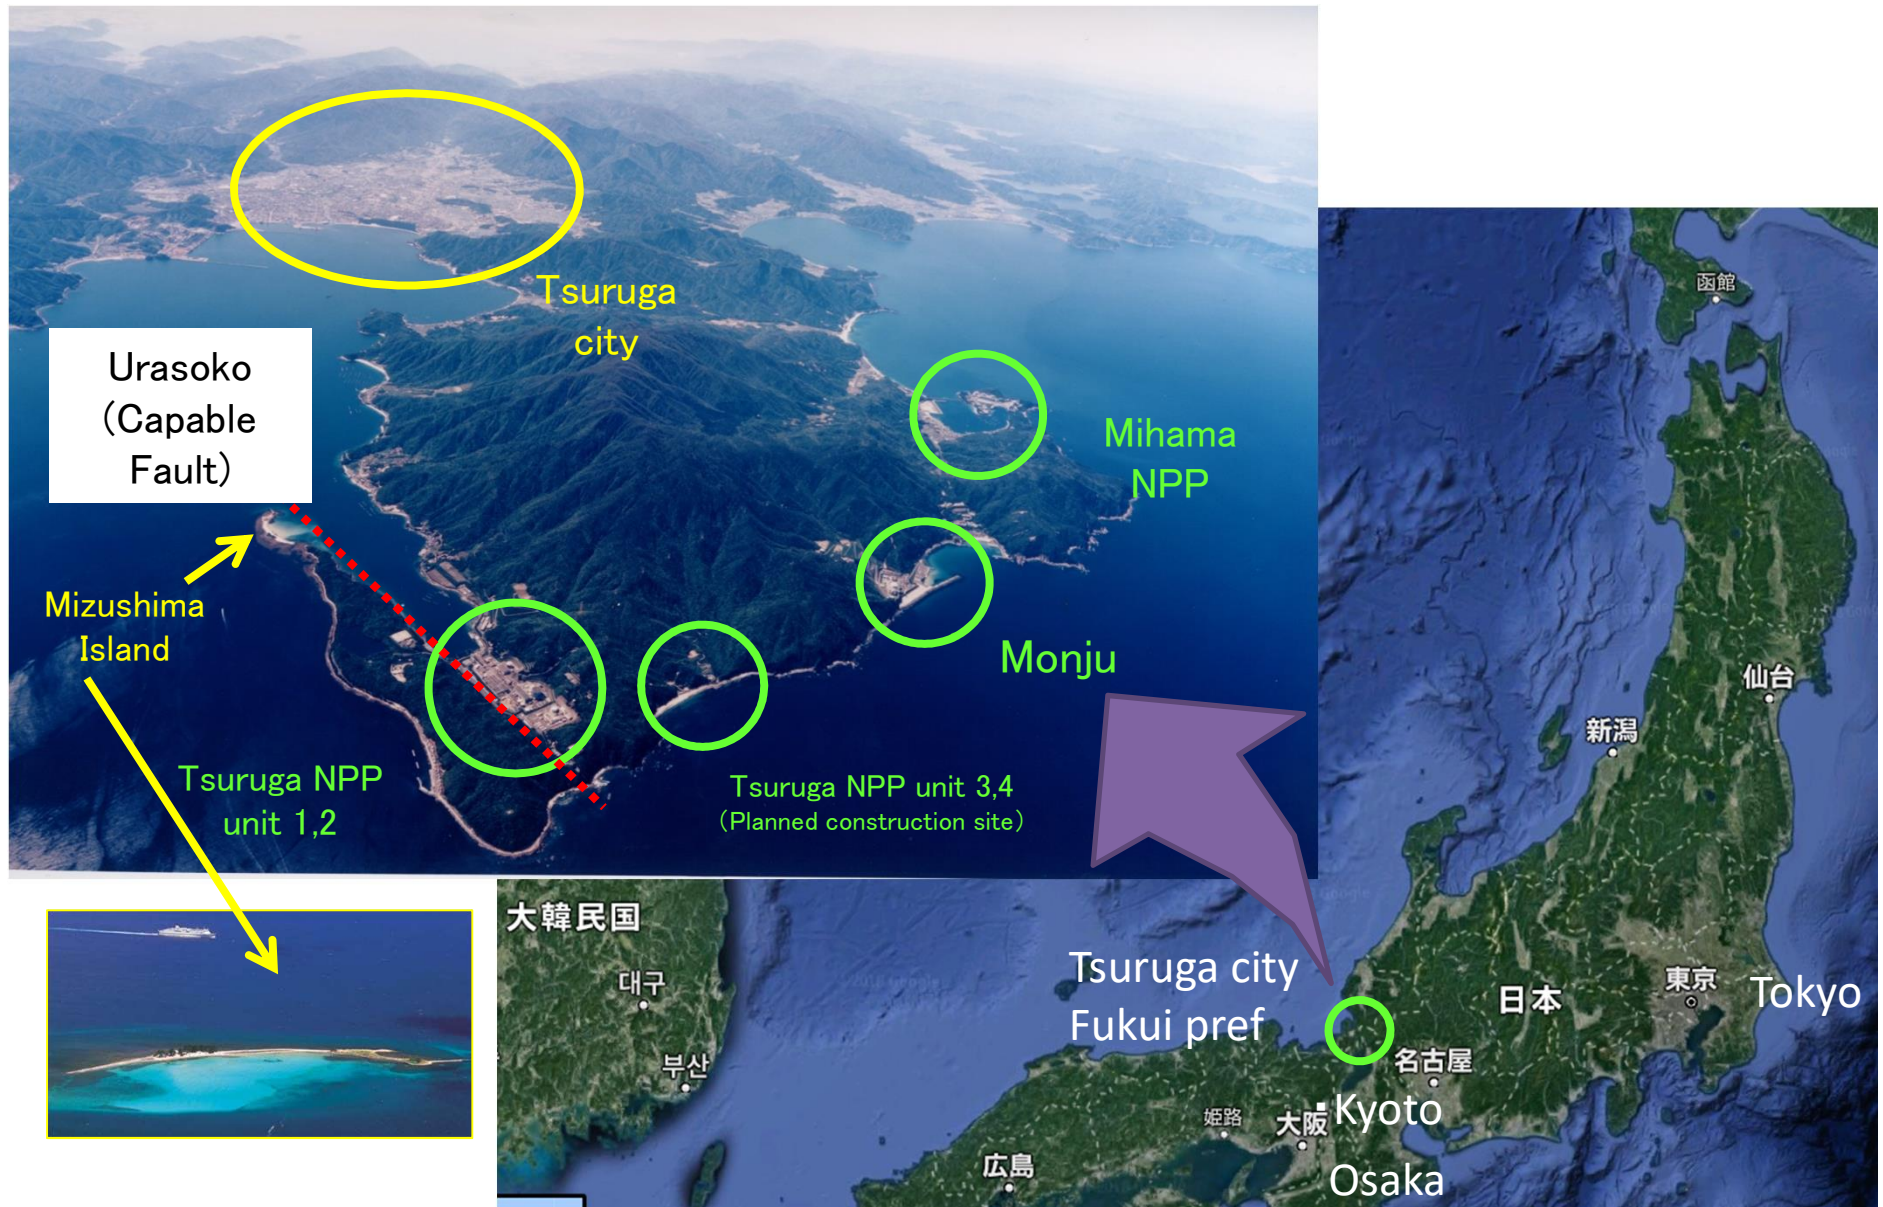 Tsuruga
city
Urasoko
(Capable
Fault)
Mihama
NPP
Mizushima
Island
Monju
Tsuruga NPP
unit 1,2
Tsuruga NPP unit 3,4
(Planned construction site)
函館
仙台
新潟
大韓民国
대구
부산
Tsuruga city
Fukui pref
日本
東京
Tokyo
名古屋
姫路
大阪
Kyoto
広島
Osaka